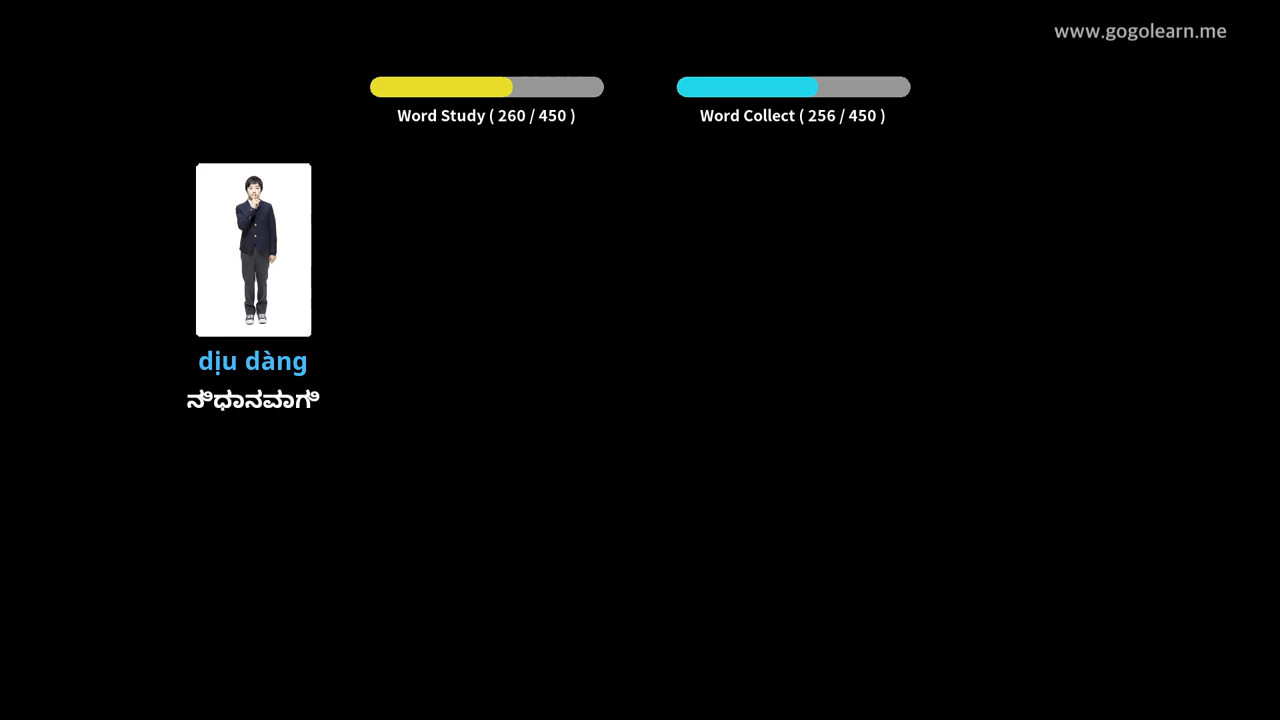 www.gogolearn.me
Word Study ( 260 / 450 )
Word Collect ( 256 / 450 )
dịu dàng
ನಿಧಾನವಾಗಿ